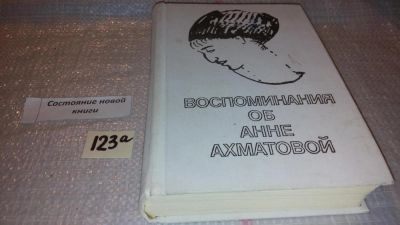 Состояние новой
книги
123а
ВОСПОМИНАНИЯ
ОБ
АННЕ
АХМАТОВОЙ